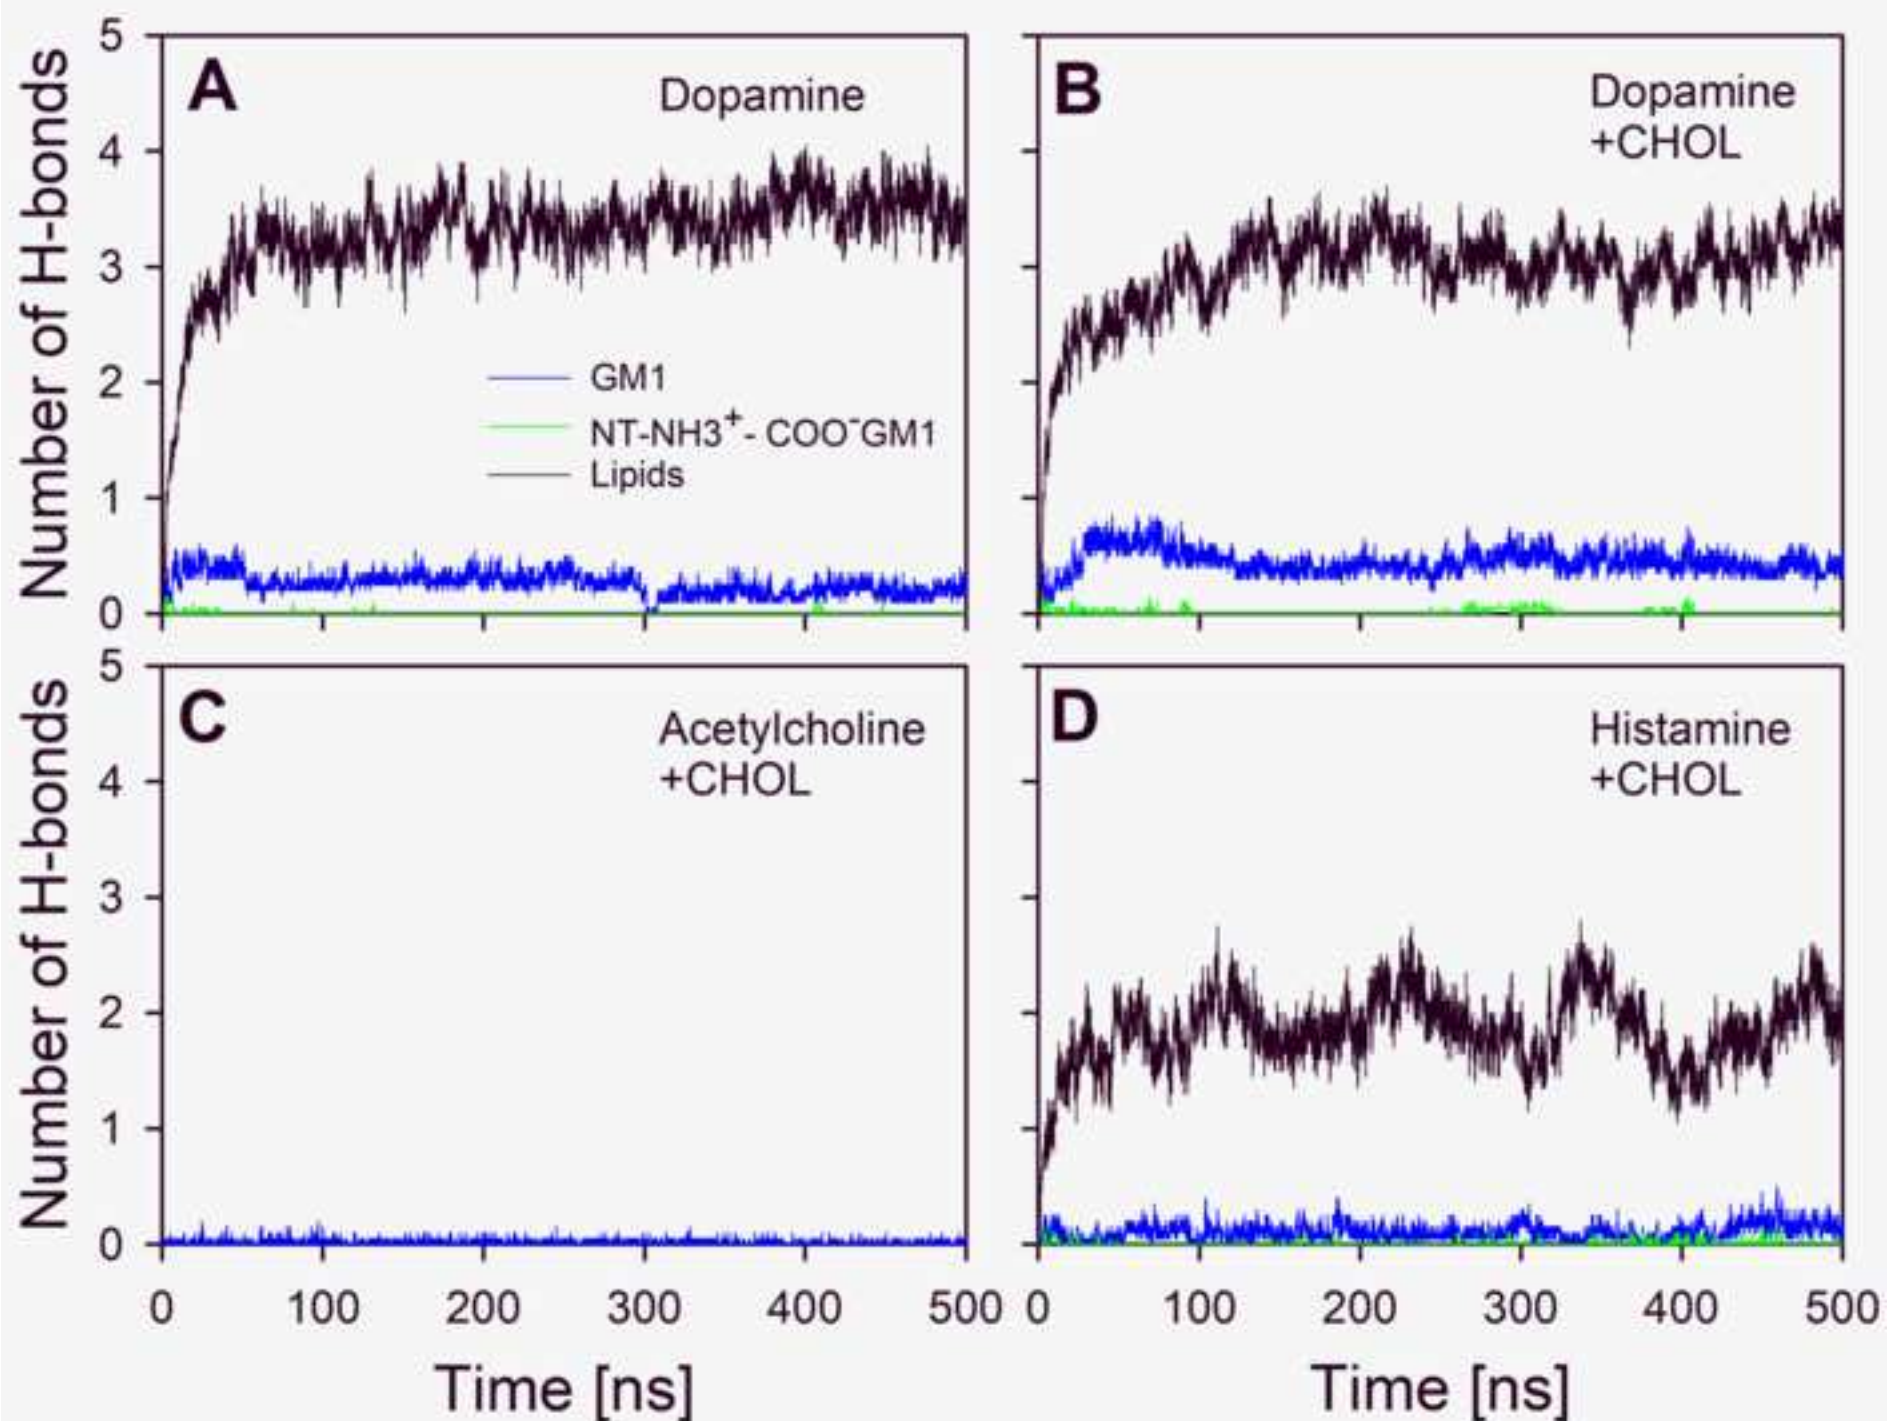 A
Dopamine
B
Dopamine
+CHOL
Number of H-bonds
5
4
3
2
1
0
GM1
NT-NH3⁺- COO⁻GM1
Lipids
C
Acetylcholine
+CHOL
D
Histamine
+CHOL
Number of H-bonds
5
4
3
2
1
0
0 100 200 300 400 500
0 100 200 300 400 500
Time [ns]
Time [ns]